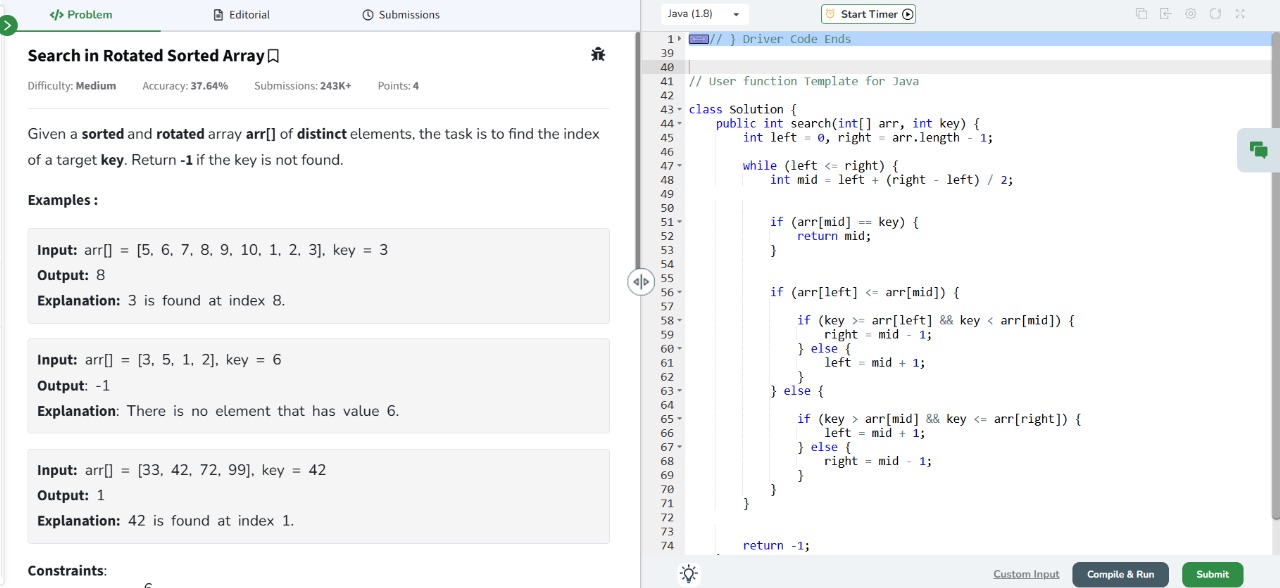 Problem
Editorial
Submissions
Search in Rotated Sorted Array
Difficulty: Medium Accuracy: 37.64% Submissions: 243K+ Points: 4
Given a sorted and rotated array arr[] of distinct elements, the task is to find the index
of a target key. Return -1 if the key is not found.
Examples :
Input: arr[] = [5, 6, 7, 8, 9, 10, 1, 2, 3], key = 3
Output: 8
Explanation: 3 is found at index 8.
Input: arr[] = [3, 5, 1, 2], key = 6
Output: -1
Explanation: There is no element that has value 6.
Input: arr[] = [33, 42, 72, 99], key = 42
Output: 1
Explanation: 42 is found at index 1.
Constraints:
Java (1.8)
Start Timer
1 // } Driver Code Ends
39
40
41 // User function Template for Java
42
43 class Solution {
44 public int search(int[] arr, int key) {
45 int left = 0, right = arr.length - 1;
46
47 while (left <= right) {
48 int mid = left + (right - left) / 2;
49
50
51 if (arr[mid] == key) {
52 return mid;
53 }
54
55
56 if (arr[left] <= arr[mid]) {
57
58 if (key >= arr[left] && key < arr[mid]) {
59 right = mid - 1;
60 } else {
61 left = mid + 1;
62 }
63 } else {
64
65 if (key > arr[mid] && key <= arr[right]) {
66 left = mid + 1;
67 } else {
68 right = mid - 1;
69 }
70 }
71 }
72
73
74 return -1;
Custom Input
Compile & Run
Submit